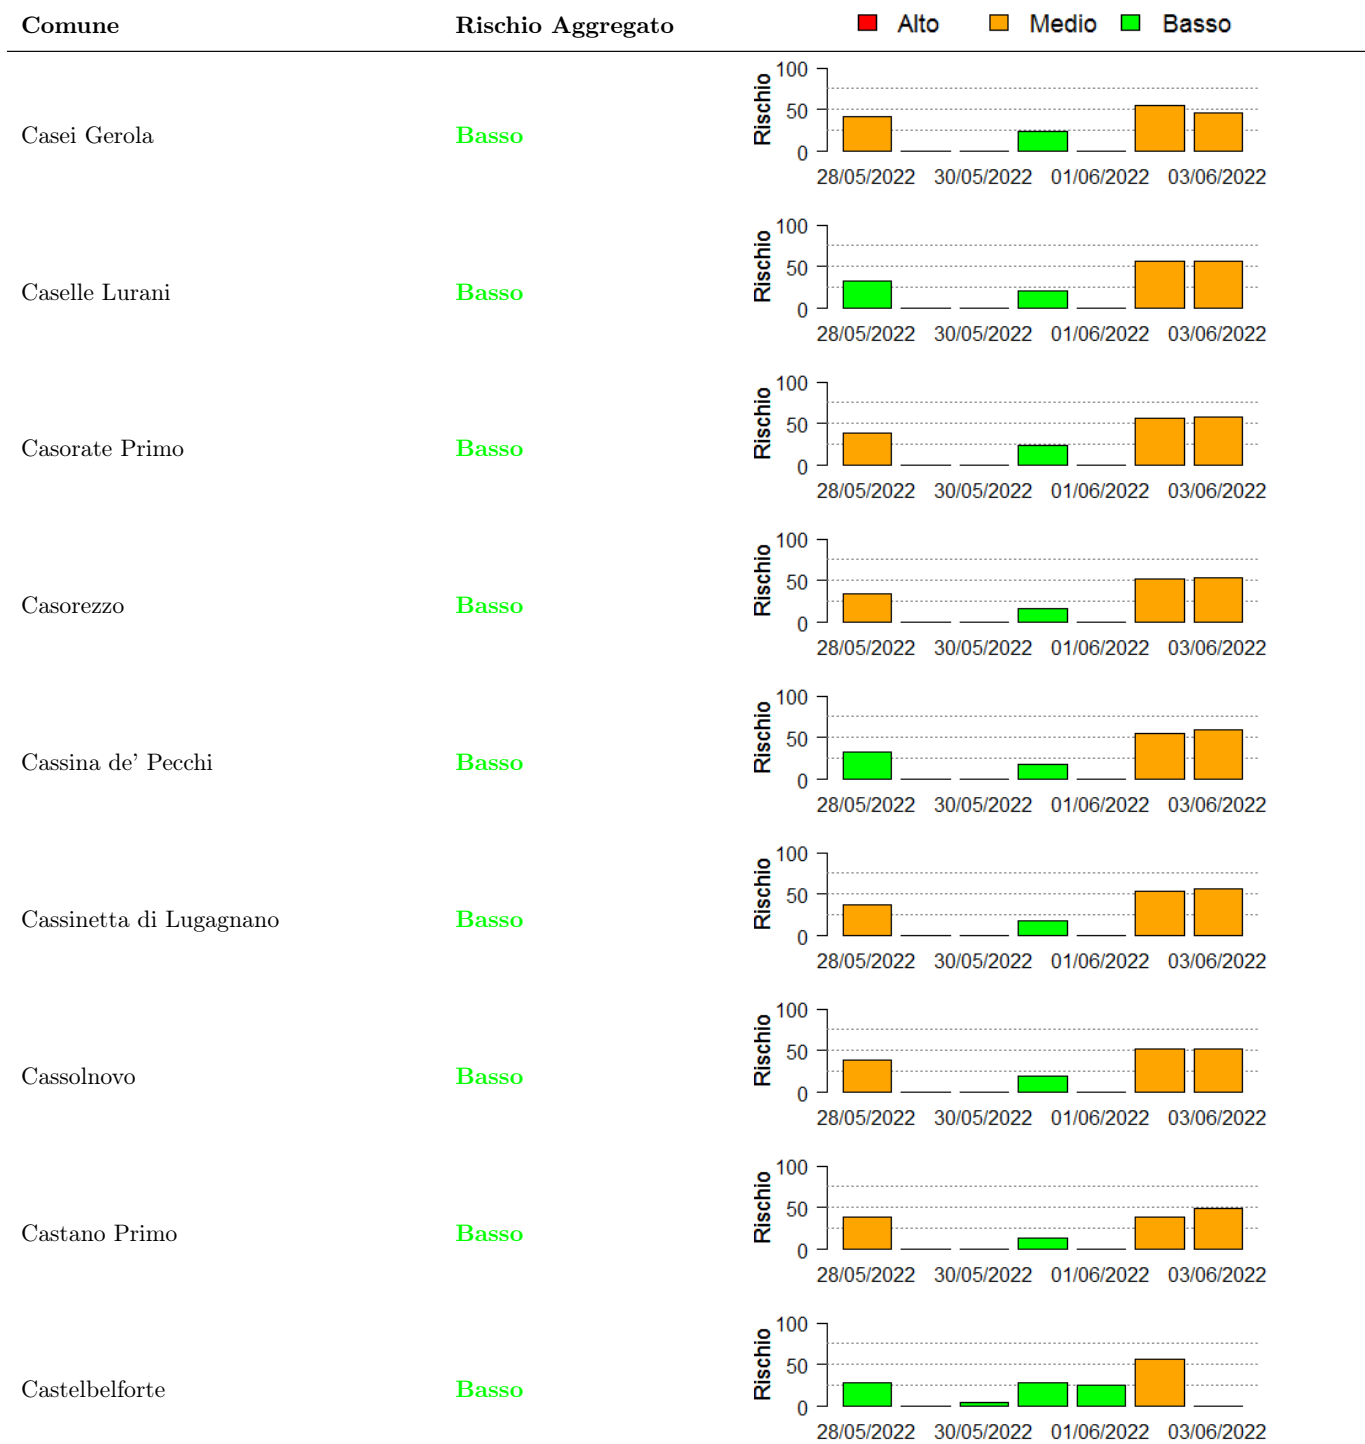 Comune Rischio Aggregato Alto Medio Basso
Casei Gerola Basso
Rischio
100
50
0
28/05/2022 30/05/2022 01/06/2022 03/06/2022
Caselle Lurani Basso
Rischio
100
50
0
28/05/2022 30/05/2022 01/06/2022 03/06/2022
Casorate Primo Basso
Rischio
100
50
0
28/05/2022 30/05/2022 01/06/2022 03/06/2022
Casorezzo Basso
Rischio
100
50
0
28/05/2022 30/05/2022 01/06/2022 03/06/2022
Cassina de' Pecchi Basso
Rischio
100
50
0
28/05/2022 30/05/2022 01/06/2022 03/06/2022
Cassinetta di Lugagnano Basso
Rischio
100
50
0
28/05/2022 30/05/2022 01/06/2022 03/06/2022
Cassolnovo Basso
Rischio
100
50
0
28/05/2022 30/05/2022 01/06/2022 03/06/2022
Castano Primo Basso
Rischio
100
50
0
28/05/2022 30/05/2022 01/06/2022 03/06/2022
Castelbelforte Basso
Rischio
100
50
0
28/05/2022 30/05/2022 01/06/2022 03/06/2022